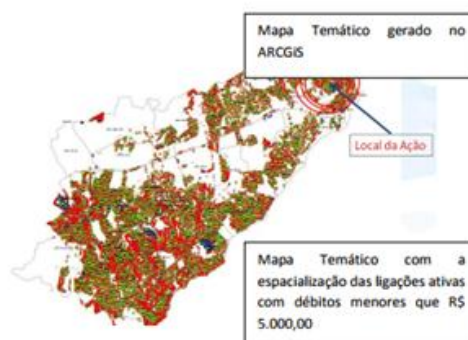 Mapa Temático gerado no
ARCGiS
Local da Ação
Mapa Temático com a
espacialização das ligações ativas
com débitos menores que R$
5.000,00